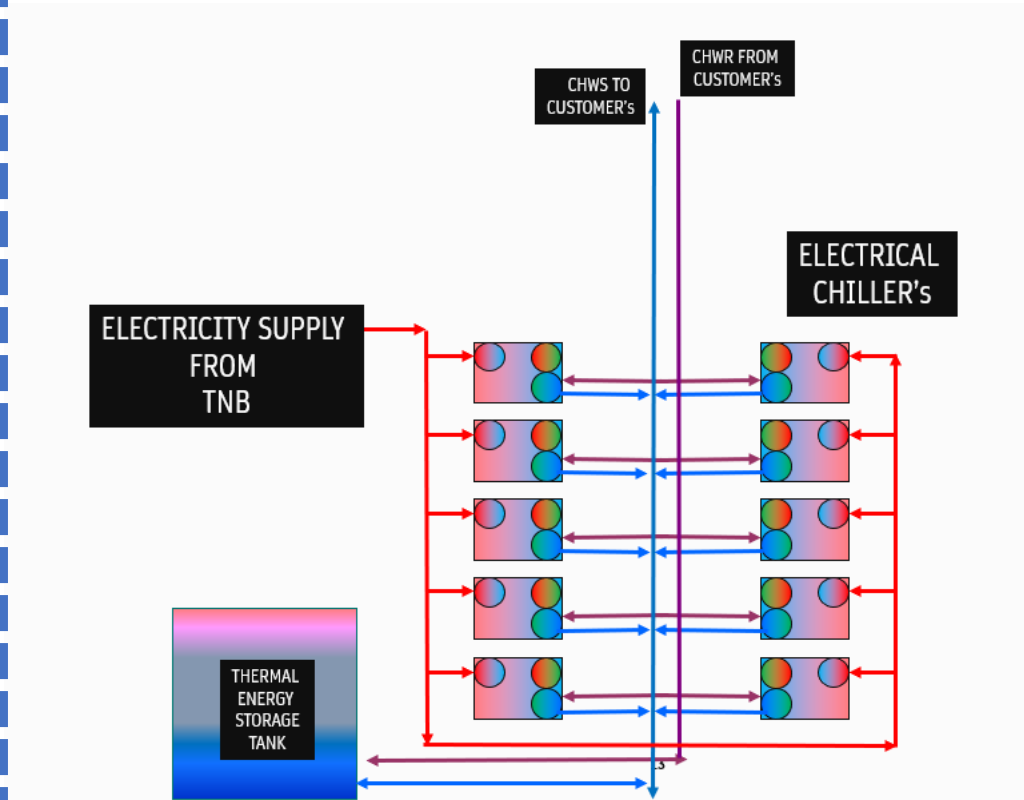 CHWR FROM
CUSTOMER's
CHWS TO
CUSTOMER's
ELECTRICAL
CHILLER's
ELECTRICITY SUPPLY
FROM
TNB
THERMAL
ENERGY
STORAGE
TANK